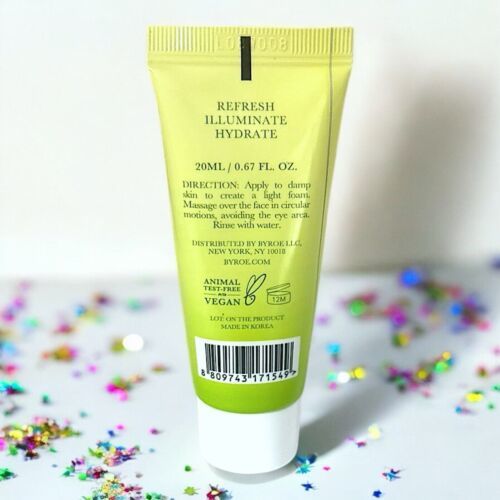 REFRESH
ILLUMINATE
HYDRATE
20ML / 0.67 FL. OZ.
DIRECTION: Apply to damp
skin to create a light foam.
Massage over the face in circular
motions, avoiding the eye area.
Rinse with water.
DISTRIBUTED BY BYROE LLC,
NEW YORK, NY 10018
BYROE.COM
ANIMAL
TEST-FREE
VEGAN
12M
LOT: ON THE PRODUCT
MADE IN KOREA
8 809743 171549